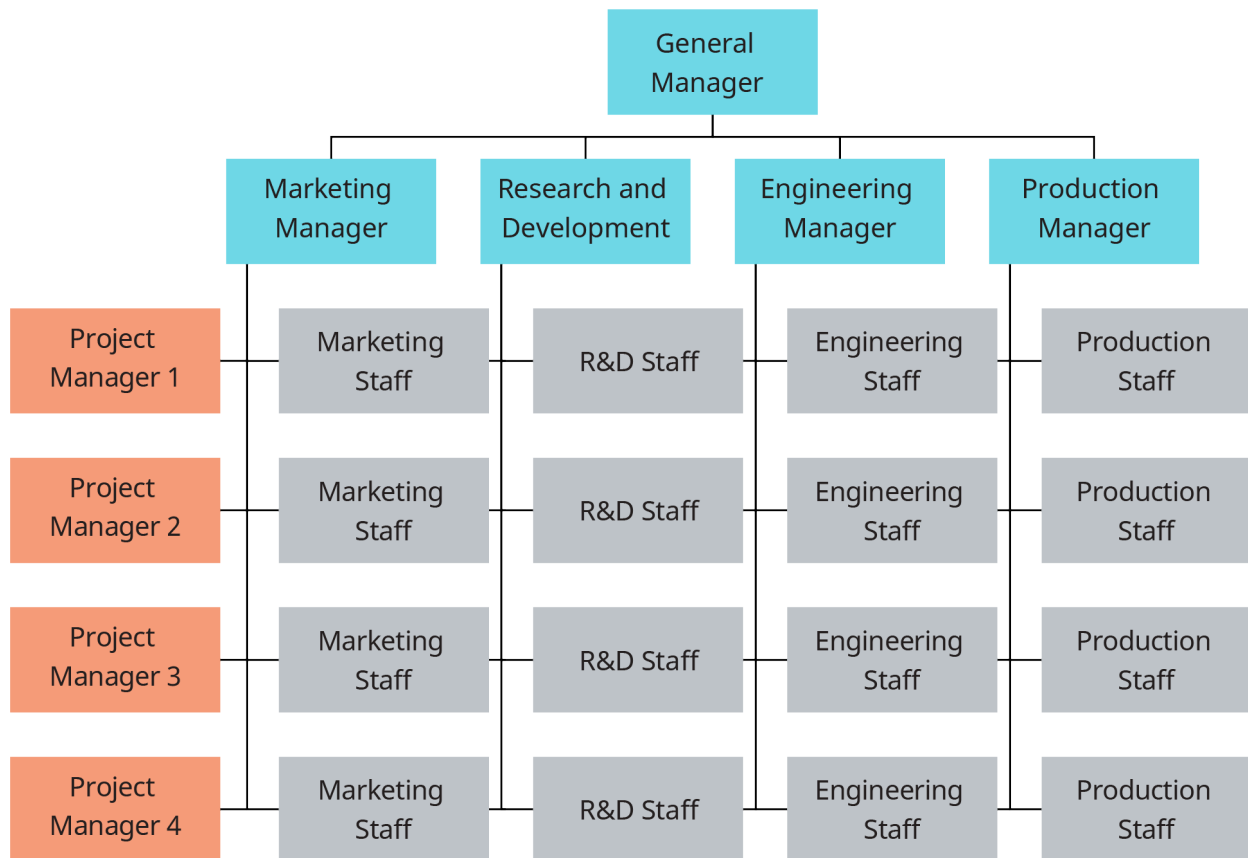 General
Manager
Marketing
Manager
Research and
Development
Engineering
Manager
Production
Manager
Project
Manager 1
Marketing
Staff
R&D Staff
Engineering
Staff
Production
Staff
Project
Manager 2
Marketing
Staff
R&D Staff
Engineering
Staff
Production
Staff
Project
Manager 3
Marketing
Staff
R&D Staff
Engineering
Staff
Production
Staff
Project
Manager 4
Marketing
Staff
R&D Staff
Engineering
Staff
Production
Staff